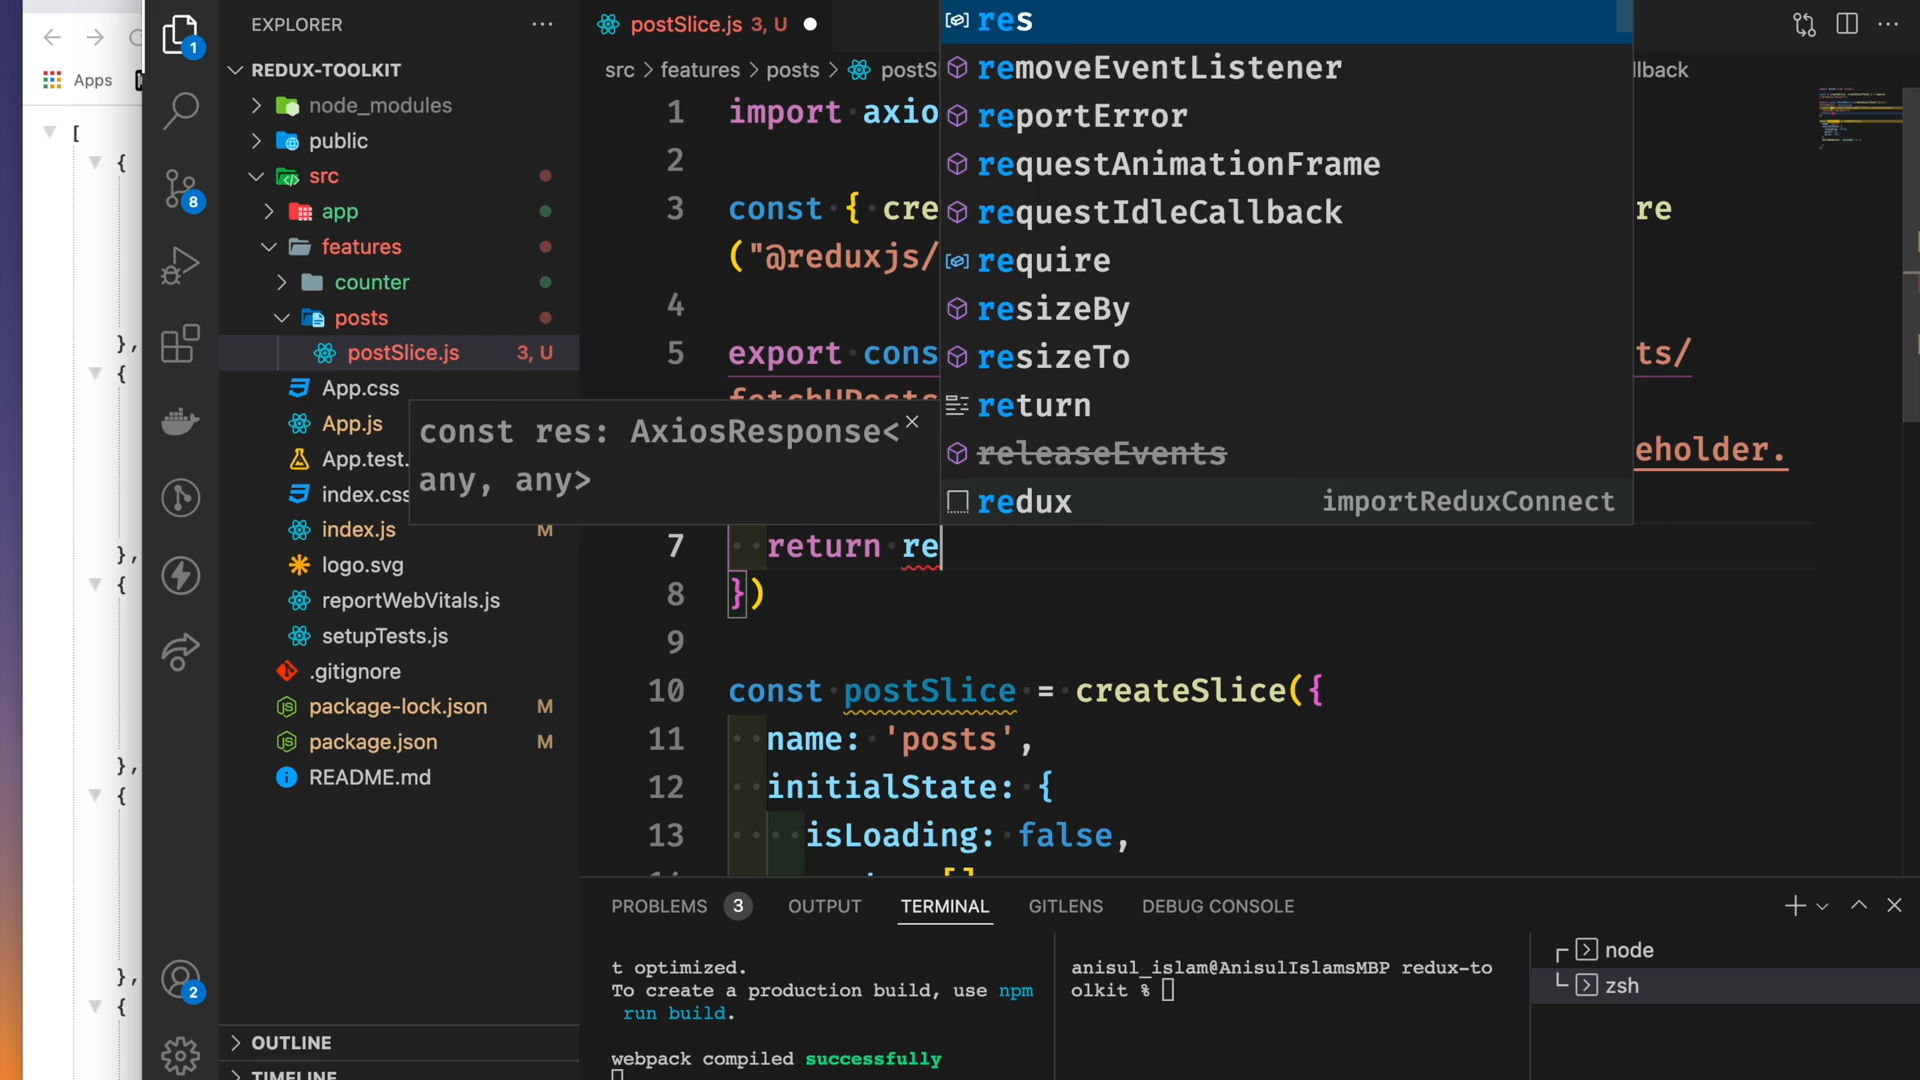 Apps
[
{
},
{
},
{
},
{
},
{
1
8
2
EXPLORER
REDUX-TOOLKIT
node_modules
public
src
app
features
counter
posts
postSlice.js 3, U
App.css
App.js
App.test.
index.css
index.js M
logo.svg
reportWebVitals.js
setupTests.js
.gitignore
package-lock.json M
package.json M
README.md
OUTLINE
TIMELINE
postSlice.js 3, U
src > features > posts > postS
lback
1 import axio
2
3 const { cre
re
("@reduxjs/
4
5 export cons
ts/
fetchUPosts
eholder.
7 return re
8 })
9
10 const postSlice = createSlice({
11 name: 'posts',
12 initialState: {
13 isLoading: false,
[]
res
removeEventListener
reportError
requestAnimationFrame
requestIdleCallback
require
resizeBy
resizeTo
return
releaseEvents
redux importReduxConnect
const res: AxiosResponse<
any, any>
PROBLEMS 3 OUTPUT TERMINAL GITLENS DEBUG CONSOLE
t optimized.
To create a production build, use npm
run build.
webpack compiled successfully
anisul_islam@AnisulIslamsMBP redux-to
olkit %
node
zsh